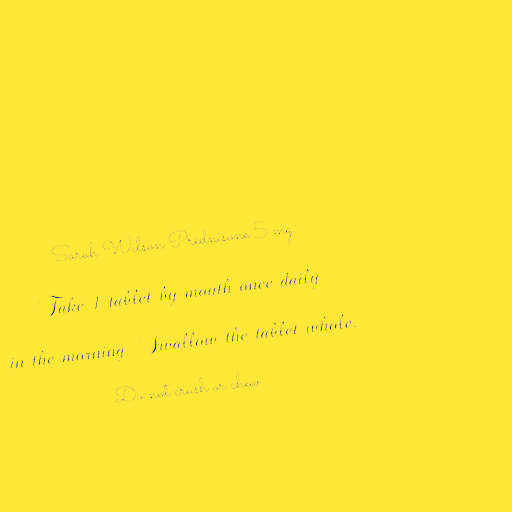 Sarah Wilson Prednisone 5 mg
Take 1 tablet by mouth once daily
in the morning. Swallow the tablet whole.
Do not crush or chew